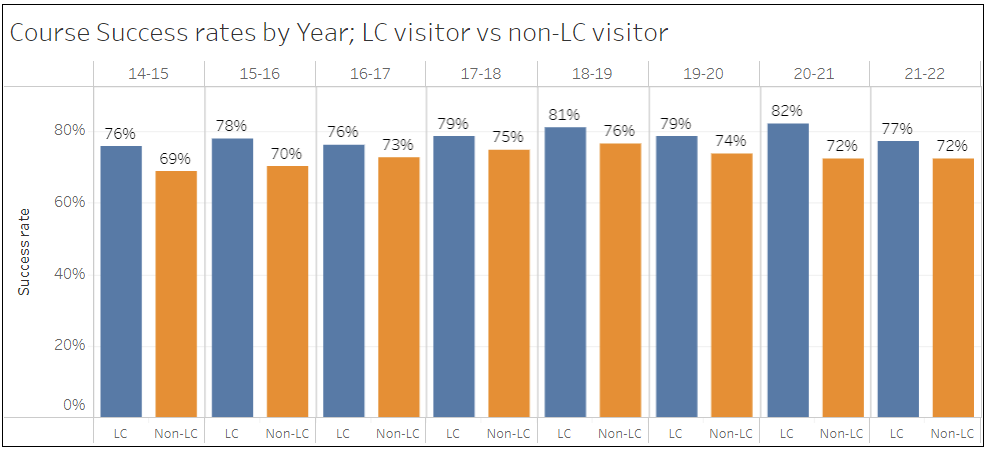 Course Success rates by Year; LC visitor vs non-LC visitor
14-15 15-16 16-17 17-18 18-19 19-20 20-21 21-22
82%
81%
79% 79%
78% 77%
76% 76% 76%
80%
75% 74%
73% 72% 72%
69% 70%
60%
Success rate
40%
20%
0%
LC Non-LC LC Non-LC LC Non-LC LC Non-LC LC Non-LC LC Non-LC LC Non-LC LC Non-LC